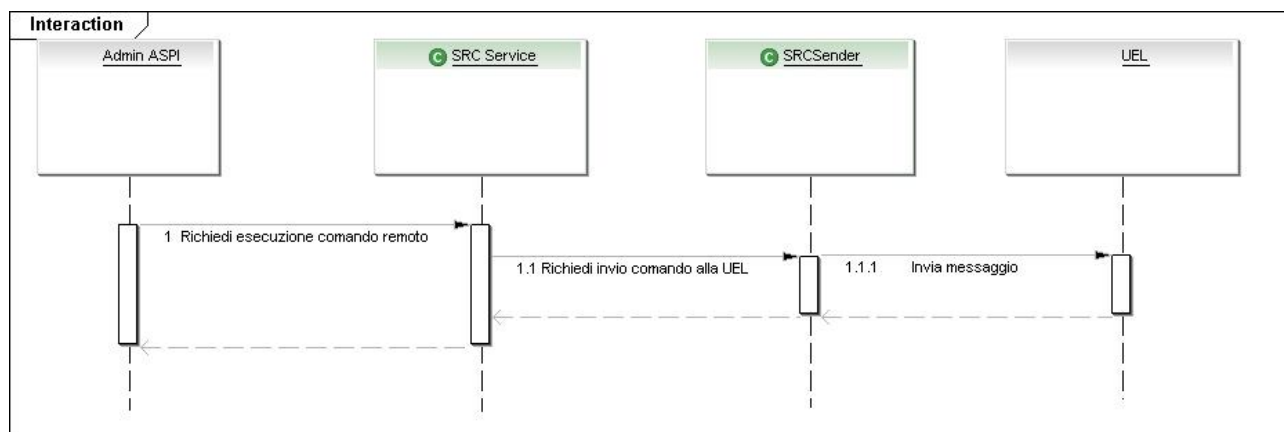 Interaction
Admin ASPI
C SRC Service
C SRCSender
UEL
1 Richiedi esecuzione comando remoto
1.1 Richiedi invio comando alla UEL
1.1.1 Invia messaggio